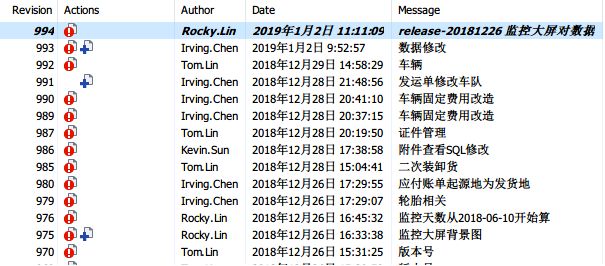 Revision Actions Author Date Message
994 Rocky.Lin 2019年1月2日 11:11:09 release-20181226 监控大屏对数据
993 Irving.Chen 2019年1月2日 9:52:57 数据修改
992 Tom.Lin 2018年12月29日 14:58:29 车辆
991 Irving.Chen 2018年12月28日 21:48:56 发运单修改车队
990 Irving.Chen 2018年12月28日 20:41:10 车辆固定费用改造
989 Irving.Chen 2018年12月28日 20:37:15 车辆固定费用改造
987 Tom.Lin 2018年12月28日 20:19:50 证件管理
986 Kevin.Sun 2018年12月28日 17:38:58 附件查看SQL修改
985 Tom.Lin 2018年12月28日 15:04:41 二次装卸货
980 Irving.Chen 2018年12月26日 17:29:55 应付账单起源地为发货地
979 Irving.Chen 2018年12月26日 17:29:07 轮胎相关
976 Rocky.Lin 2018年12月26日 16:45:32 监控天数从2018-06-10开始算
975 Rocky.Lin 2018年12月26日 16:33:38 监控大屏背景图
970 Tom.Lin 2018年12月26日 15:31:25 版本号